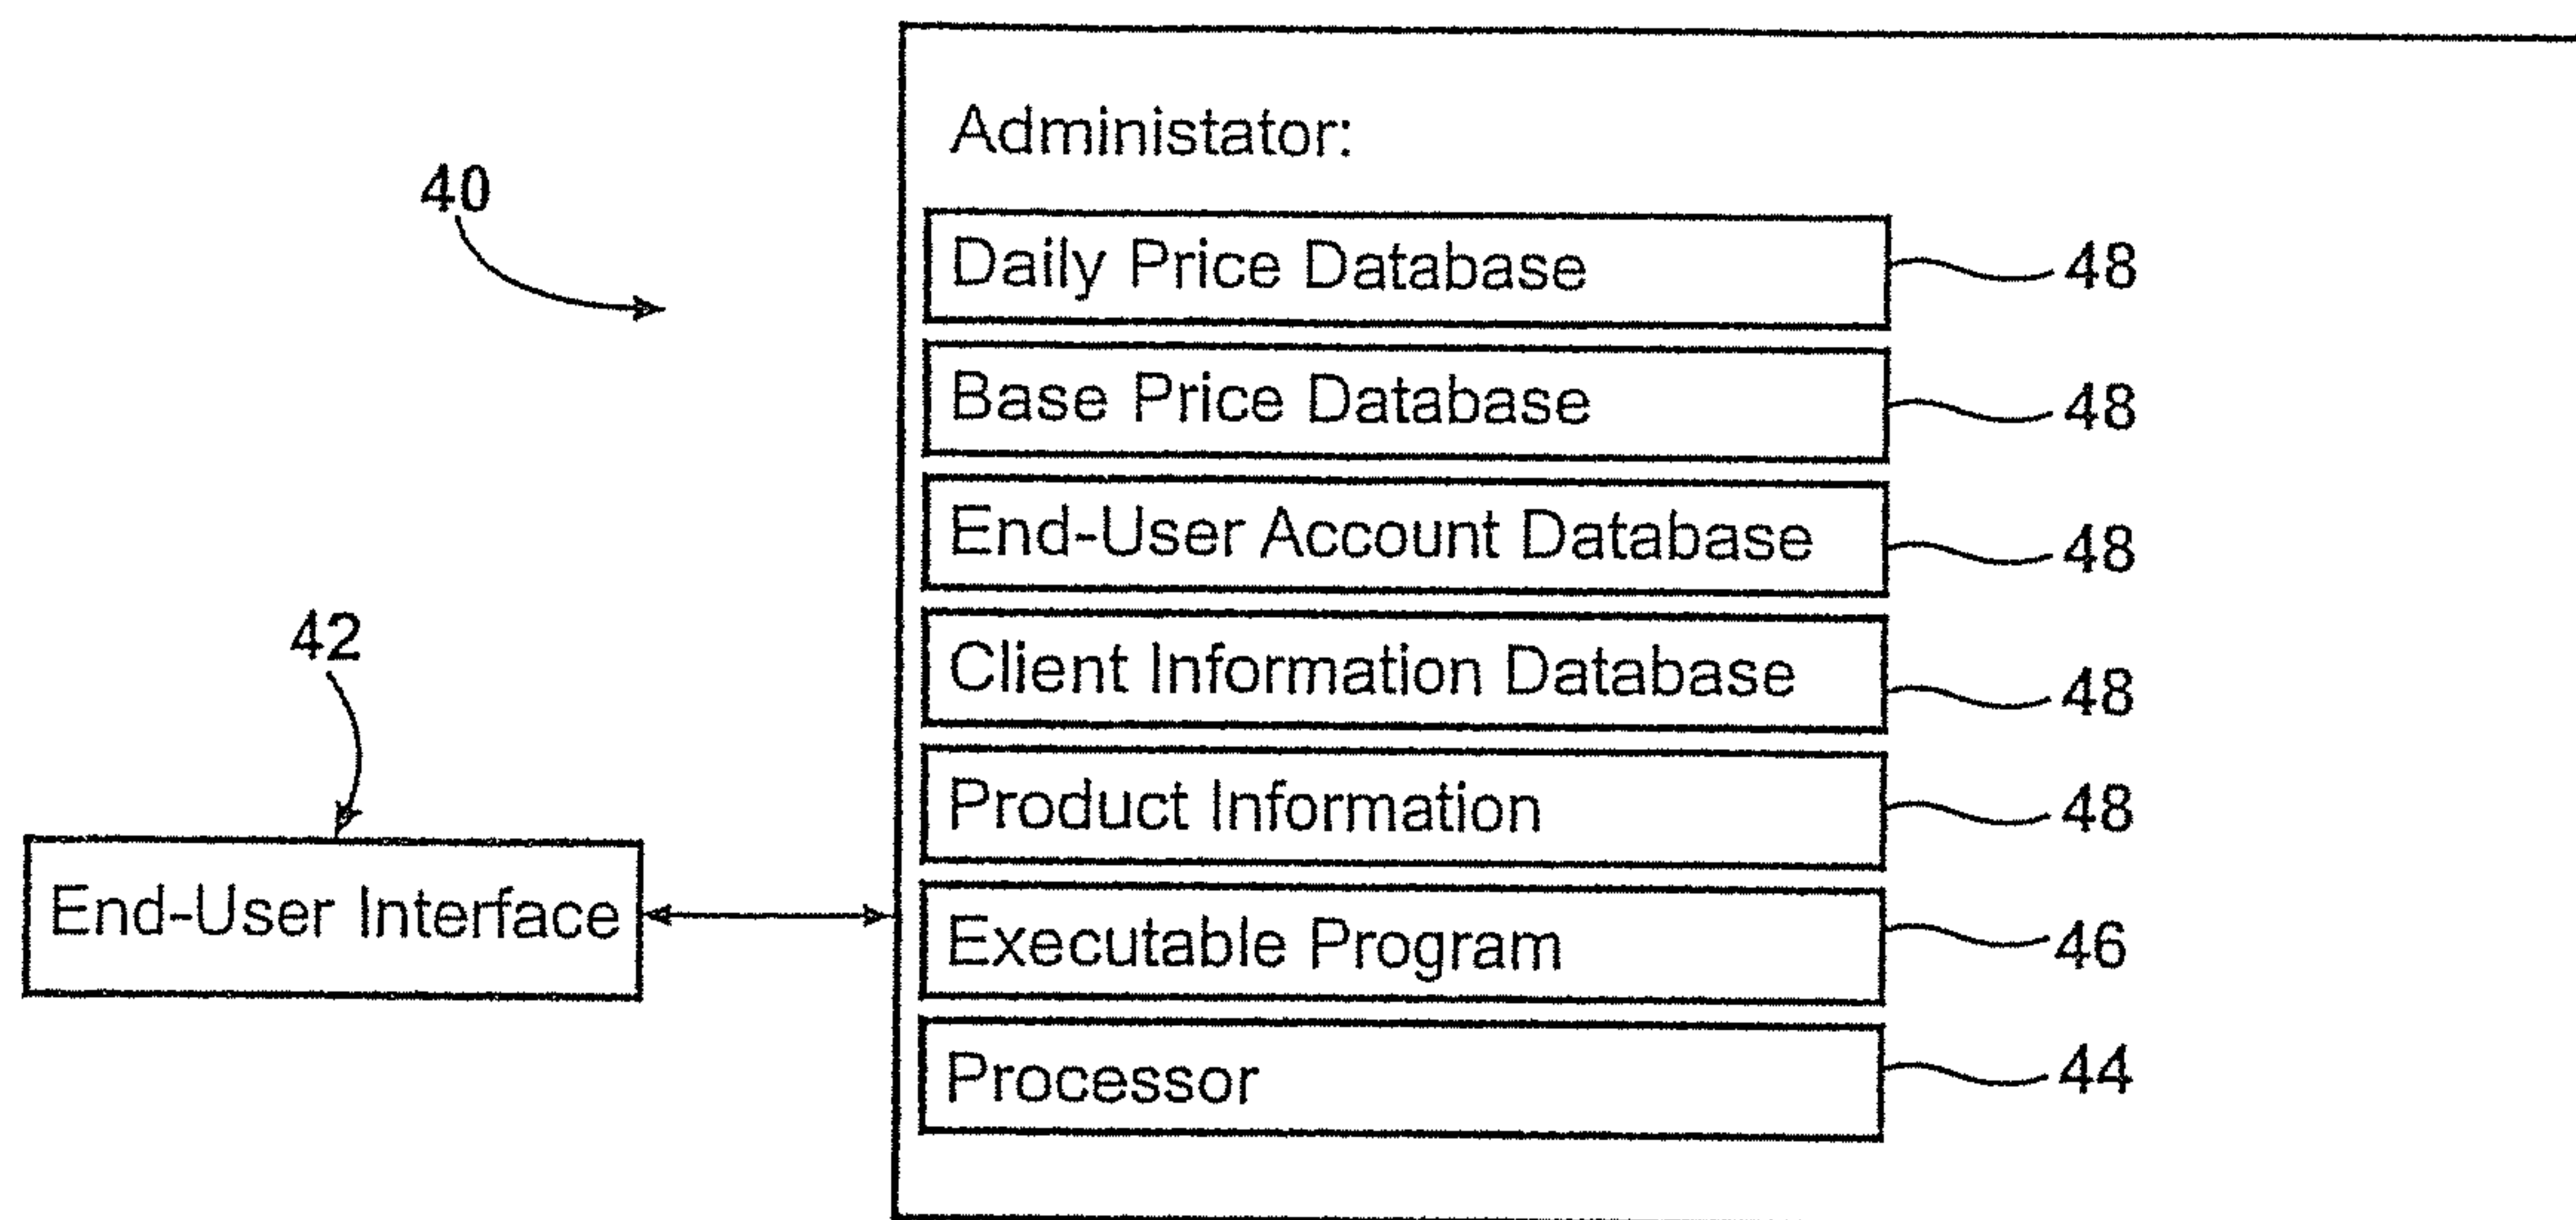 Administator:
40
Daily Price Database 48
Base Price Database 48
End-User Account Database 48
Client Information Database 48
42
Product Information 48
End-User Interface
Executable Program 46
Processor 44